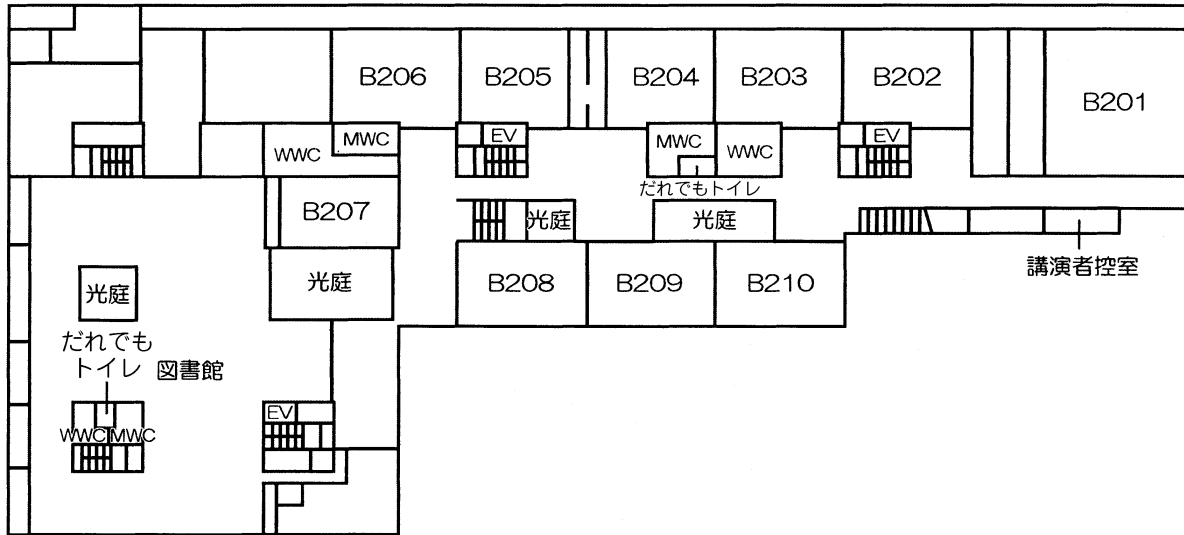 B206
B205
B204
B203
B202
B201
MWC
EV
MWC
EV
WWC
WWC
だれでもトイレ
B207
光庭
光庭
講演者控室
光庭
光庭
B208
B209
B210
だれでも
トイレ
図書館
EV
WWC
MWC